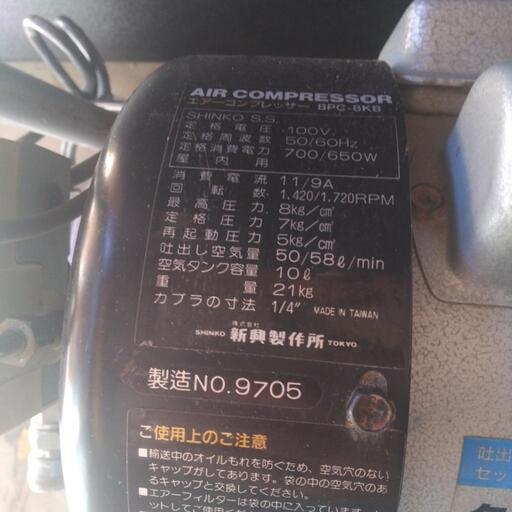 AIR COMPRESSOR
エアーコンプレッサー BPC-8KB
SHINKO S.S.
定格電圧: 100V.
定格周波数: 50/60Hz
定格消費電力: 700/650W
屋内用
消費電流: 11/9A
回転数: 1,420/1,720RPM
最高圧力: 8kg/cm²
定格圧力: 7kg/cm²
再起動圧力: 5kg/cm²
吐出し空気量: 50/58ℓ/min
空気タンク容量: 10ℓ
重量: 21kg
カプラの寸法: 1/4" MADE IN TAIWAN
株式会社
SHINKO 新興製作所 TOKYO
製造NO.9705
ご使用上のご注意
■輸送中のオイルもれを防ぐため、空気穴のない
キャップがしてあります。袋の中の空気穴のあ
るキャップと交換してください。
■エアーフィルターは袋の中に入っていま
吐出
セッ